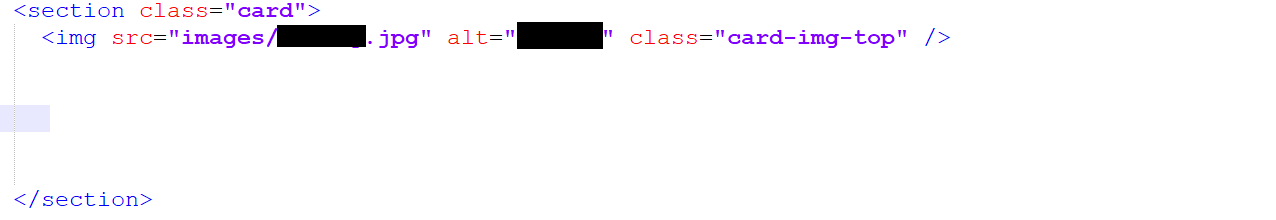 <section class="card">
<img src="images/.jpg" alt="" class="card-img-top" />
</section>